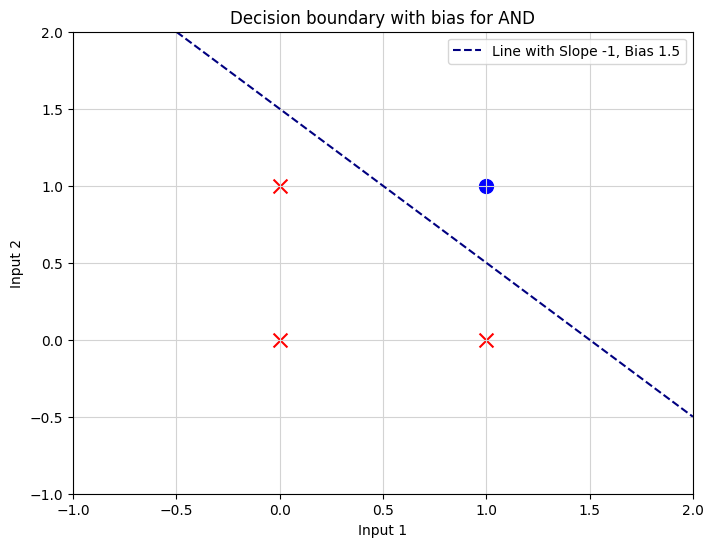 Decision boundary with bias for AND
Line with Slope -1, Bias 1.5
2.0
1.5
1.0
0.5
0.0
−0.5
−1.0
Input 2
−1.0 −0.5 0.0 0.5 1.0 1.5 2.0
Input 1